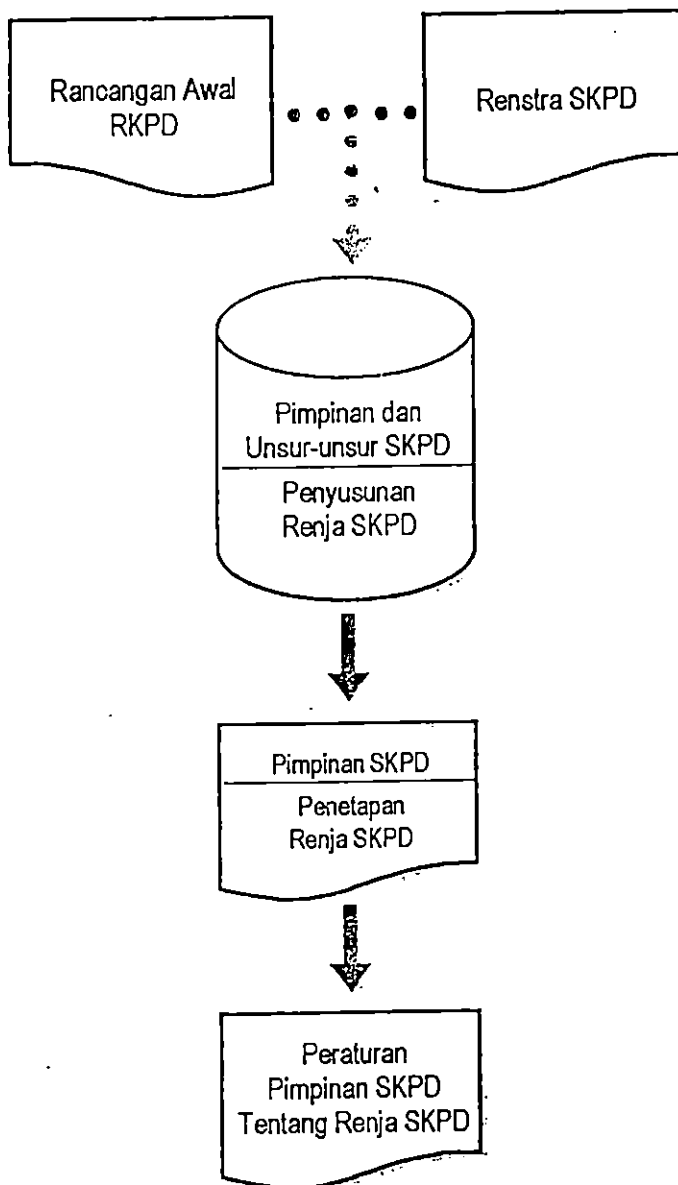 Rancangan Awal
RKPD
Renstra SKPD
Pimpinan dan
Unsur-unsur SKPD
Penyusunan
Renja SKPD
Pimpinan SKPD
Penetapan
Renja SKPD
Peraturan
Pimpinan SKPD
Tentang Renja SKPD